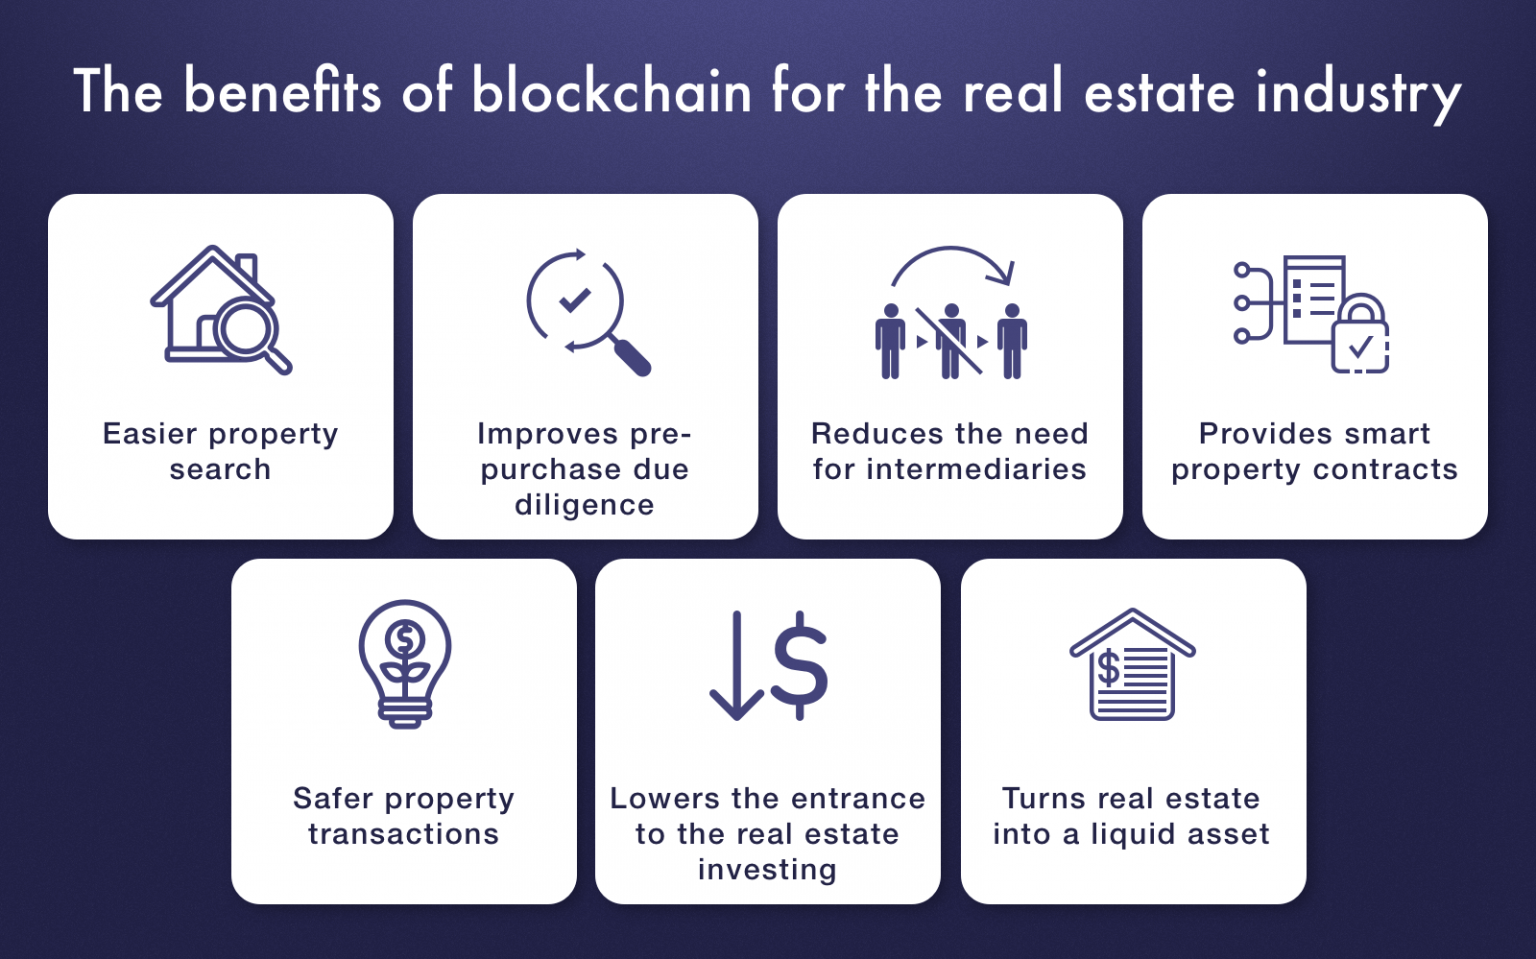 The benefits of blockchain for the real estate industry
Easier property
search
Improves pre-
purchase due
diligence
Reduces the need
for intermediaries
Provides smart
property contracts
$
Safer property
transactions
$
Lowers the entrance
to the real estate
investing
$
Turns real estate
into a liquid asset